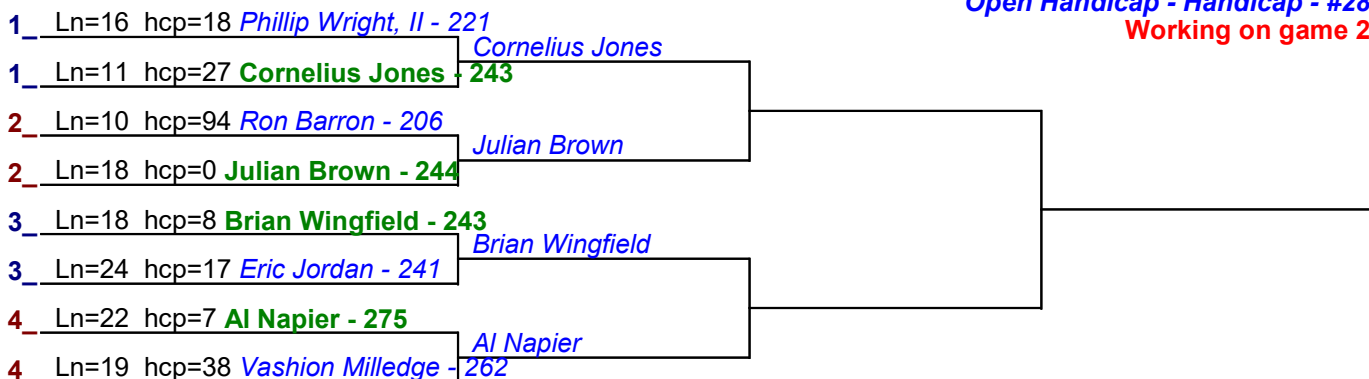 Open Handicap - Handicap - #28
Working on game 2
1_ Ln=16 hcp=18 Phillip Wright, II - 221
Cornelius Jones
1_ Ln=11 hcp=27 Cornelius Jones - 243
2_ Ln=10 hcp=94 Ron Barron - 206
Julian Brown
2_ Ln=18 hcp=0 Julian Brown - 244
3_ Ln=18 hcp=8 Brian Wingfield - 243
Brian Wingfield
3_ Ln=24 hcp=17 Eric Jordan - 241
4_ Ln=22 hcp=7 Al Napier - 275
Al Napier
4 Ln=19 hcp=38 Vashion Milledge - 262